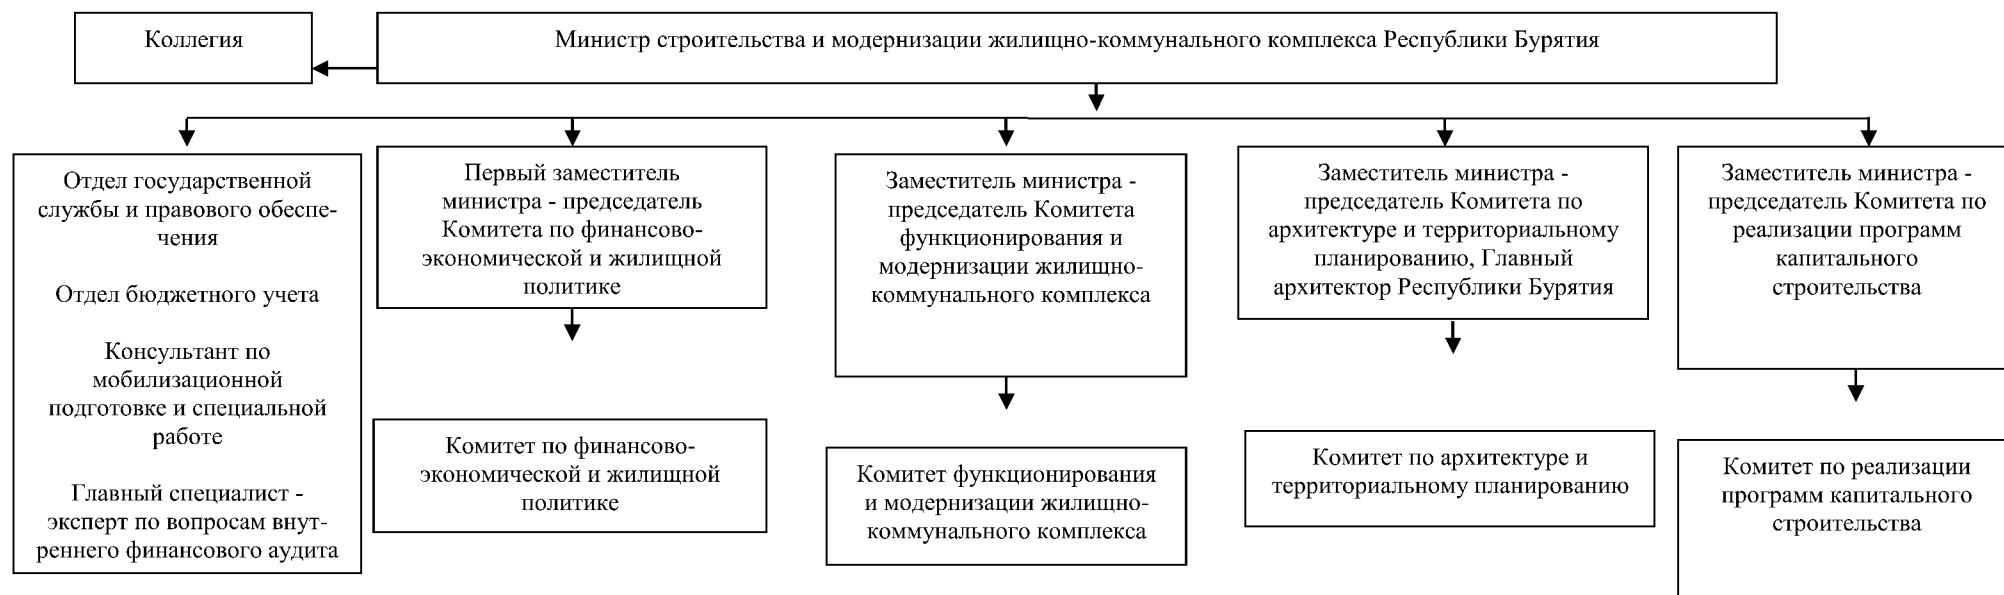 Коллегия
Министр строительства и модернизации жилищно-коммунального комплекса Республики Бурятия
Отдел государственной
службы и правового обеспе-
чения
Отдел бюджетного учета
Консультант по
мобилизационной
подготовке и специальной
работе
Главный специалист -
эксперт по вопросам внут-
реннего финансового аудита
Первый заместитель
министра - председатель
Комитета по финансово-
экономической и жилищной
политике
Заместитель министра -
председатель Комитета
функционирования и
модернизации жилищно-
коммунального комплекса
Заместитель министра -
председатель Комитета по
архитектуре и территориальному
планированию, Главный
архитектор Республики Бурятия
Заместитель министра -
председатель Комитета по
реализации программ
капитального
строительства
Комитет по финансово-
экономической и жилищной
политике
Комитет функционирования
и модернизации жилищно-
коммунального комплекса
Комитет по архитектуре и
территориальному планированию
Комитет по реализации
программ капитального
строительства